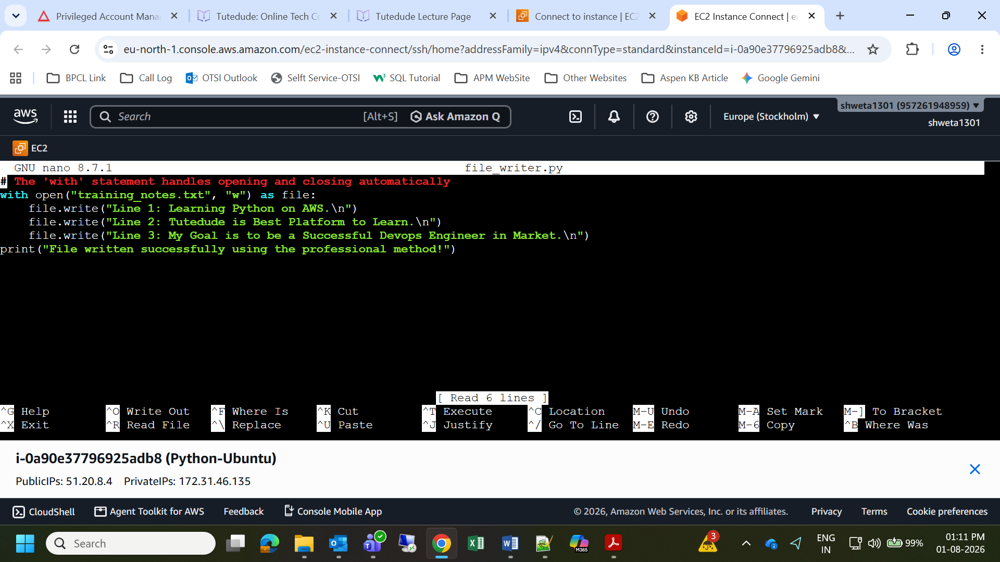 Privileged Account Mana
Tutedude: Online Tech Co
Tutedude Lecture Page
Connect to instance | EC2
EC2 Instance Connect | eu
eu-north-1.console.aws.amazon.com/ec2-instance-connect/ssh/home?addressFamily=ipv4&connType=standard&instanceId=i-0a90e37796925adb8&...
BPCL Link
Call Log
OTSI Outlook
Selft Service-OTSI
SQL Tutorial
APM WebSite
Other Websites
Aspen KB Article
Google Gemini
aws
Search
[Alt+S]
Ask Amazon Q
Europe (Stockholm)
shweta1301 (957261948959)
shweta1301
EC2
GNU nano 8.7.1 file_writer.py
# The 'with' statement handles opening and closing automatically
with open("training_notes.txt", "w") as file:
    file.write("Line 1: Learning Python on AWS.\n")
    file.write("Line 2: Tutedude is Best Platform to Learn.\n")
    file.write("Line 3: My Goal is to be a Successful Devops Engineer in Market.\n")
print("File written successfully using the professional method!")
[ Read 6 lines ]
^G Help ^O Write Out ^F Where Is ^K Cut ^T Execute ^C Location M-U Undo M-A Set Mark M-] To Bracket
^X Exit ^R Read File ^\ Replace ^U Paste ^J Justify ^/ Go To Line M-E Redo M-6 Copy ^B Where Was
i-0a90e37796925adb8 (Python-Ubuntu)
PublicIPs: 51.20.8.4 PrivateIPs: 172.31.46.135
CloudShell
Agent Toolkit for AWS
Feedback
Console Mobile App
© 2026, Amazon Web Services, Inc. or its affiliates.
Privacy
Terms
Cookie preferences
Search
M365
3
ENG
IN
99%
01:11 PM
01-08-2026